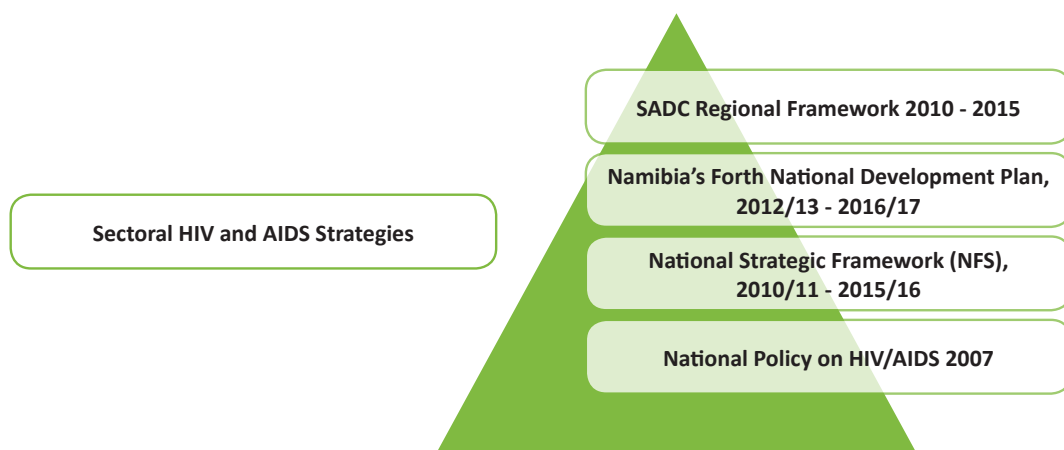 SADC Regional Framework 2010 - 2015
Namibia's Forth National Development Plan,
2012/13 - 2016/17
Sectoral HIV and AIDS Strategies
National Strategic Framework (NFS),
2010/11 - 2015/16
National Policy on HIV/AIDS 2007